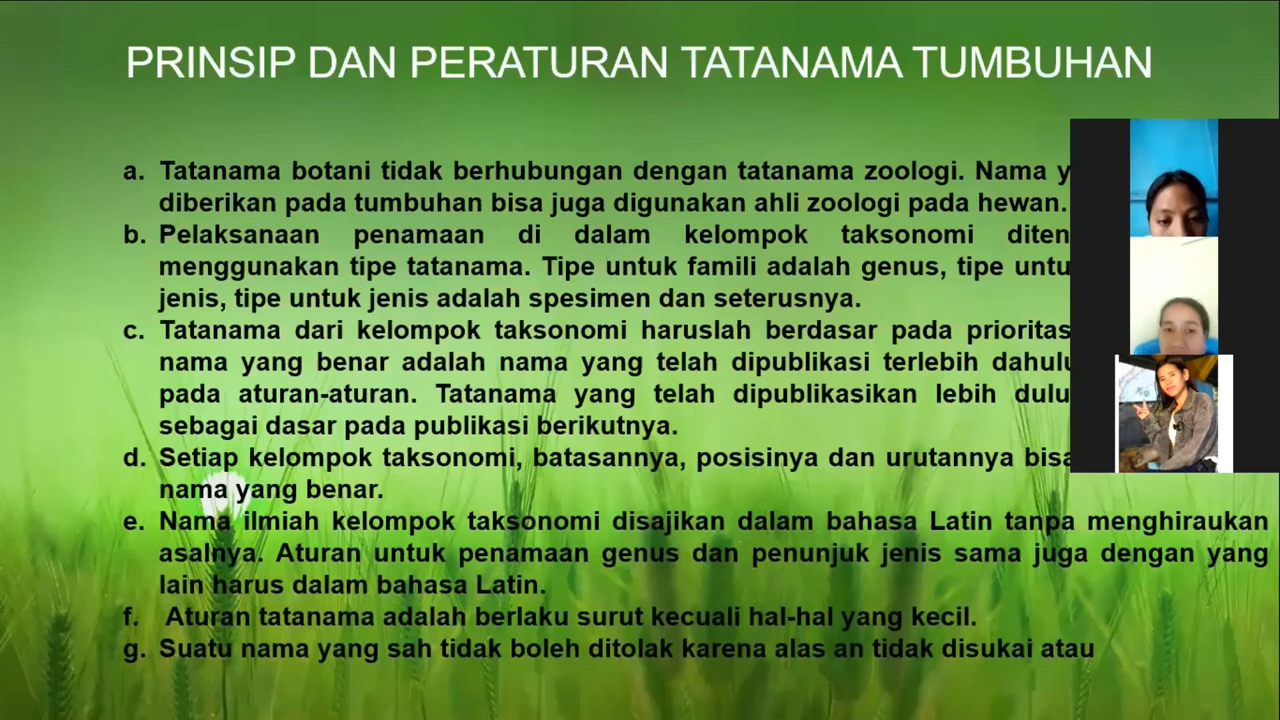 PRINSIP DAN PERATURAN TATANAMA TUMBUHAN
a. Tatanama botani tidak berhubungan dengan tatanama zoologi. Nama
diberikan pada tumbuhan bisa juga digunakan ahli zoologi pada hewan.
b. Pelaksanaan penamaan di dalam kelompok taksonomi
menggunakan tipe tatanama. Tipe untuk famili adalah genus, tipe
jenis, tipe untuk jenis adalah spesimen dan seterusnya.
c. Tatanama dari kelompok taksonomi haruslah berdasar pada prioritas
nama yang benar adalah nama yang telah dipublikasi terlebih
pada aturan-aturan. Tatanama yang telah dipublikasikan lebih dulu
sebagai dasar pada publikasi berikutnya.
d. Setiap kelompok taksonomi, batasannya, posisinya dan urutannya
nama yang benar.
e. Nama ilmiah kelompok taksonomi disajikan dalam bahasa Latin tanpa menghiraukan
asalnya. Aturan untuk penamaan genus dan penunjuk jenis sama juga dengan yang
lain harus dalam bahasa Latin.
f. Aturan tatanama adalah berlaku surut kecuali hal-hal yang kecil.
g. Suatu nama yang sah tidak boleh ditolak karena alas an tidak disukai atau